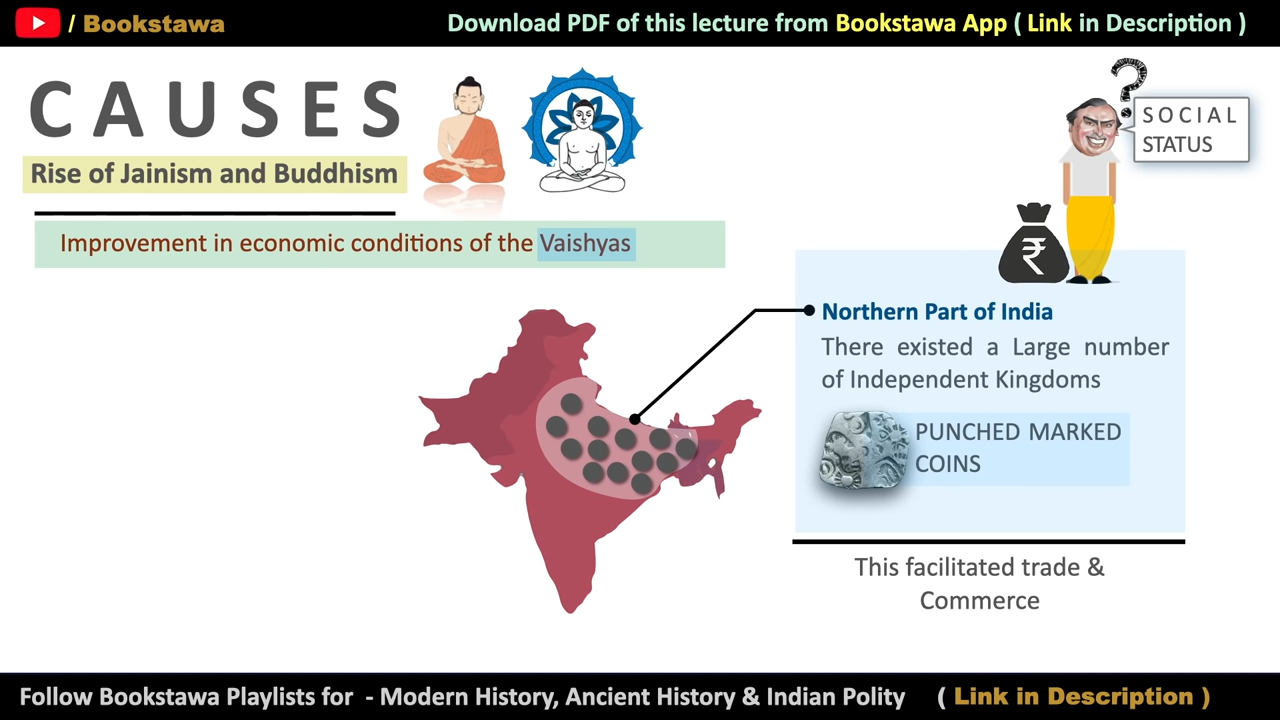 / Bookstawa
Download PDF of this lecture from Bookstawa App ( Link in Description )
CAUSES
Rise of Jainism and Buddhism
SOCIAL
STATUS
Improvement in economic conditions of the Vaishyas
₹
Northern Part of India
There existed a Large number
of Independent Kingdoms
PUNCHED MARKED
COINS
This facilitated trade &
Commerce
Follow Bookstawa Playlists for - Modern History, Ancient History & Indian Polity ( Link in Description )